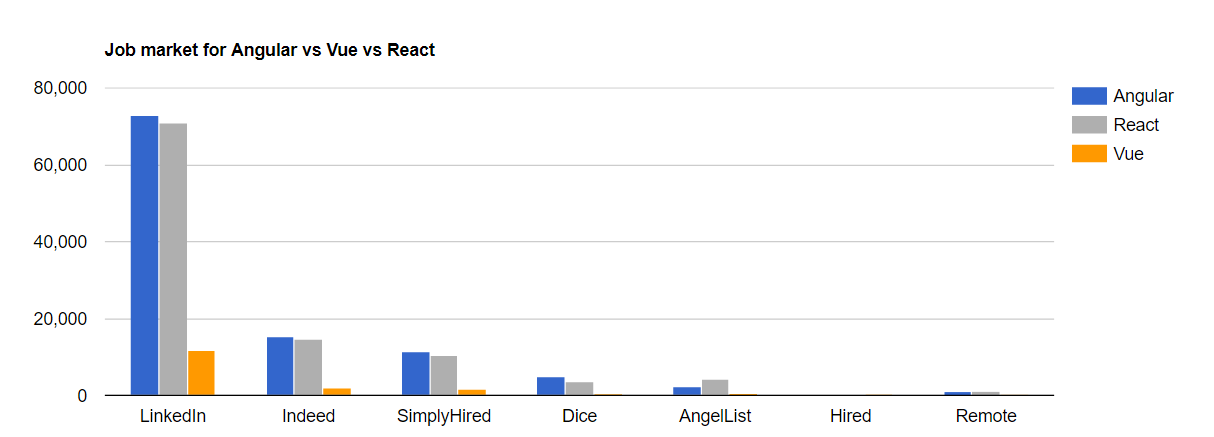 Job market for Angular vs Vue vs React
80,000
60,000
40,000
20,000
0
Angular
React
Vue
LinkedIn Indeed SimplyHired Dice AngelList Hired Remote